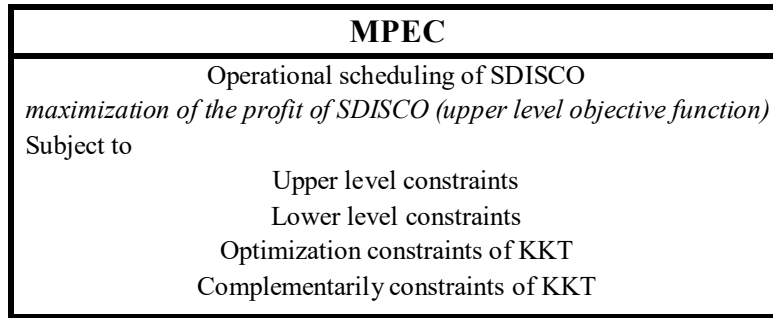 MPEC
Operational scheduling of SDISCO
maximization of the profit of SDISCO (upper level objective function)
Subject to
Upper level constraints
Lower level constraints
Optimization constraints of KKT
Complementarily constraints of KKT